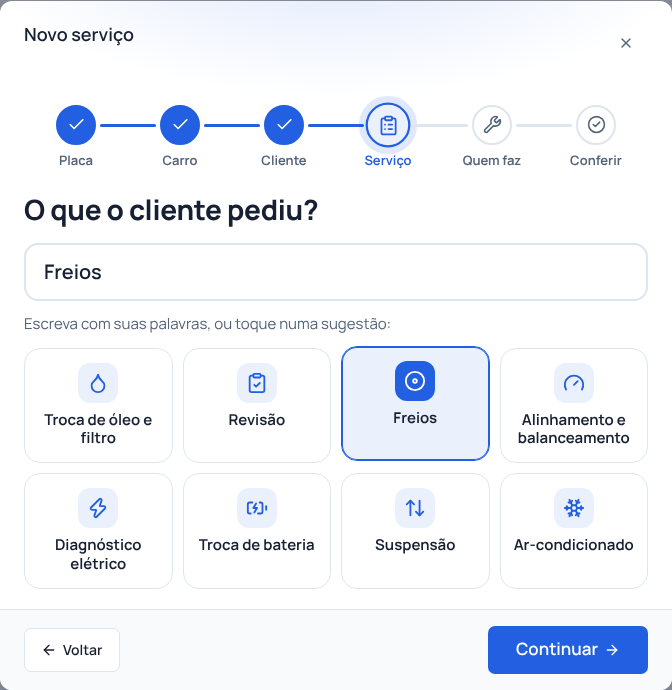 Novo serviço
Placa
Carro
Cliente
Serviço
Quem faz
Conferir
O que o cliente pediu?
Freios
Escreva com suas palavras, ou toque numa sugestão:
Troca de óleo e
filtro
Revisão
Freios
Alinhamento e
balanceamento
Diagnóstico
elétrico
Troca de bateria
Suspensão
Ar-condicionado
Voltar
Continuar